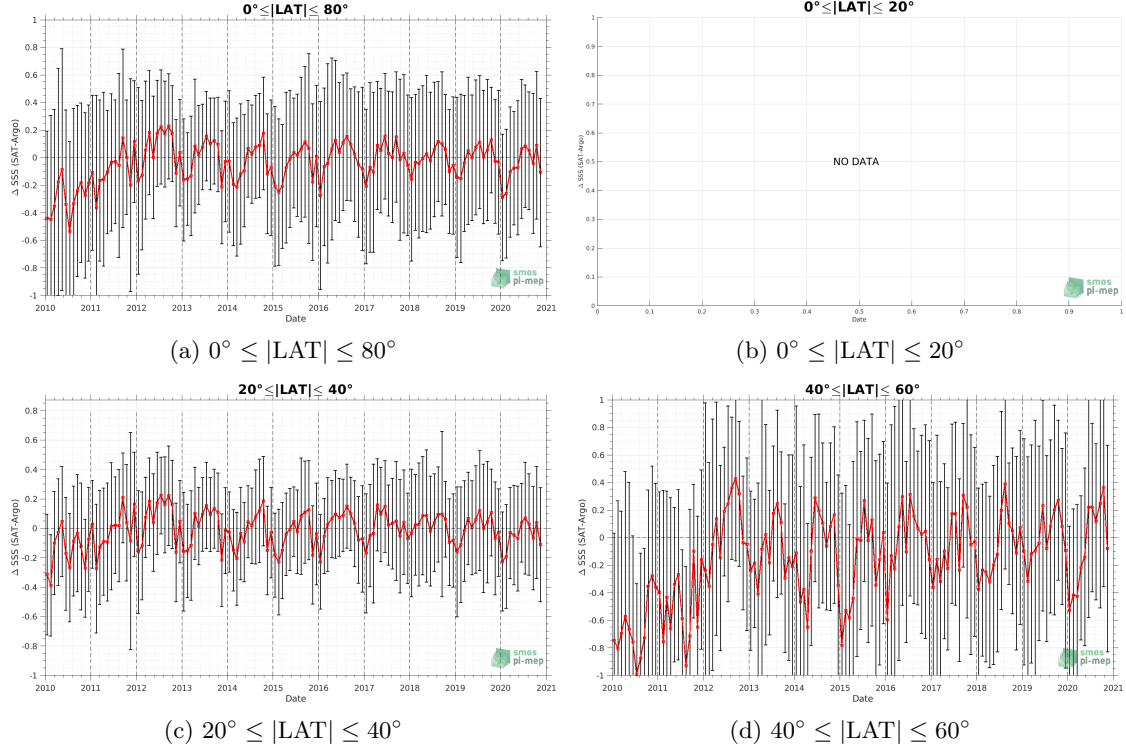 0°≤|LAT|≤ 80°
1
0.8
0.6
0.4
0.2
0
-0.2
-0.4
-0.6
-0.8
-1
Δ SSS (SAT-Argo)
2010 2011 2012 2013 2014 2015 2016 2017 2018 2019 2020 2021
Date
smos
pi-mep
(a) 0° ≤ |LAT| ≤ 80°
0°≤|LAT|≤ 20°
1
0.9
0.8
0.7
0.6
0.5
0.4
0.3
0.2
0.1
0
Δ SSS (SAT-Argo)
NO DATA
0 0.1 0.2 0.3 0.4 0.5 0.6 0.7 0.8 0.9 1
Date
smos
pi-mep
(b) 0° ≤ |LAT| ≤ 20°
20°≤|LAT|≤ 40°
0.8
0.6
0.4
0.2
0
-0.2
-0.4
-0.6
-0.8
-1
Δ SSS (SAT-Argo)
2010 2011 2012 2013 2014 2015 2016 2017 2018 2019 2020 2021
Date
smos
pi-mep
(c) 20° ≤ |LAT| ≤ 40°
40°≤|LAT|≤ 60°
1
0.8
0.6
0.4
0.2
0
-0.2
-0.4
-0.6
-0.8
-1
Δ SSS (SAT-Argo)
2010 2011 2012 2013 2014 2015 2016 2017 2018 2019 2020 2021
Date
smos
pi-mep
(d) 40° ≤ |LAT| ≤ 60°